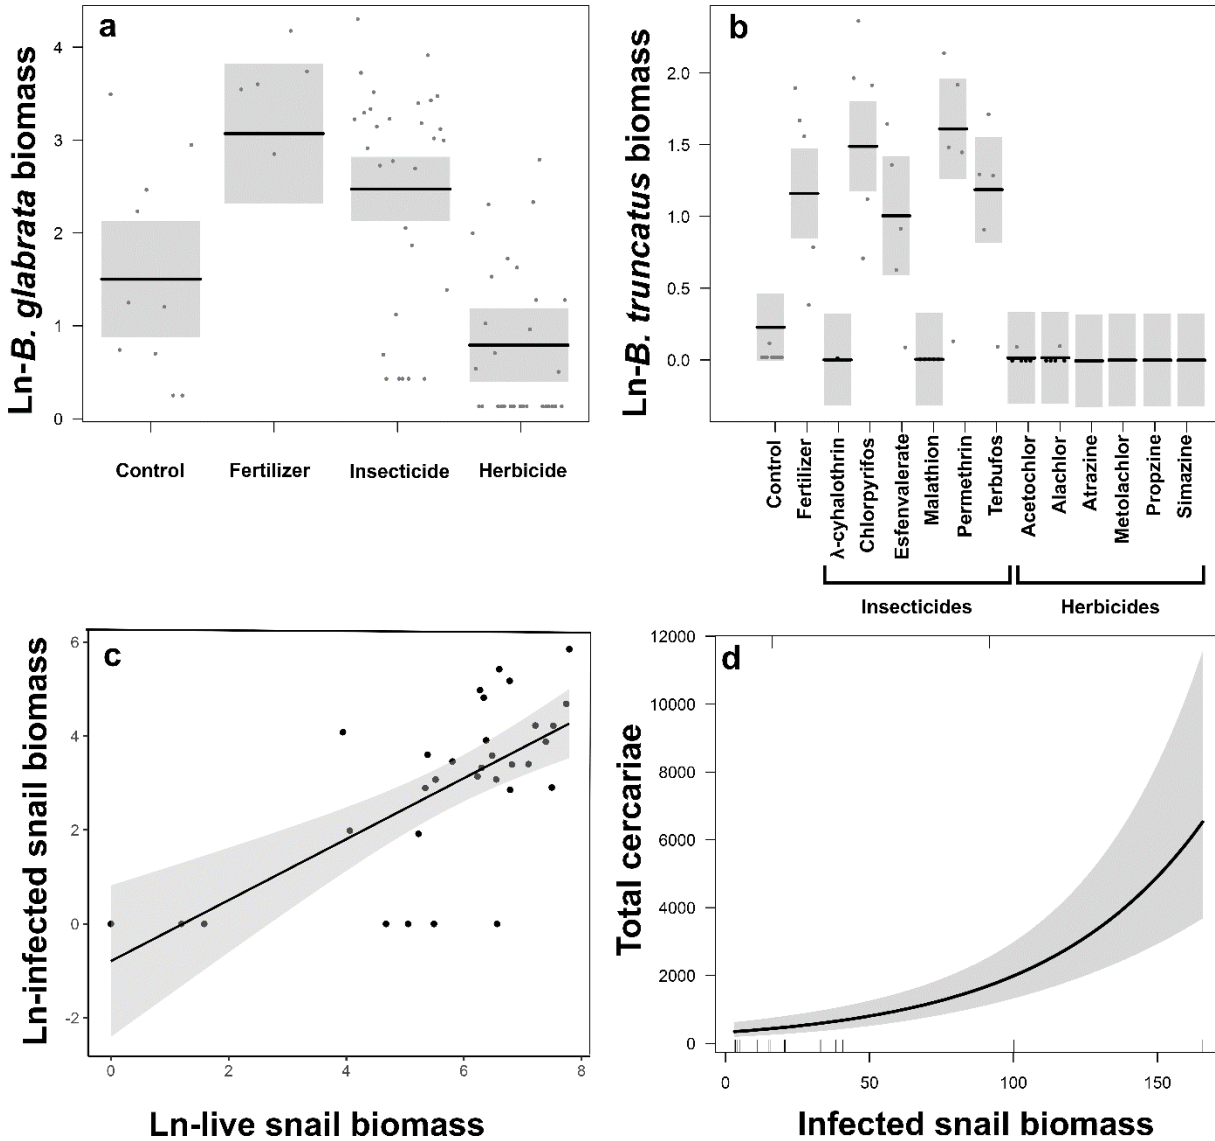 a
Ln-B. glabrata biomass
4
3
2
1
0
Control
Fertilizer
Insecticide
Herbicide
b
Ln-B. truncatus biomass
2.0
1.5
1.0
0.5
0.0
Control
Fertilizer
λ-cyhalothrin
Chlorpyrifos
Esfenvalerate
Malathion
Permethrin
Terbufos
Acetochlor
Alachlor
Atrazine
Metolachlor
Propzine
Simazine
Insecticides
Herbicides
c
Ln-infected snail biomass
6
4
2
0
-2
0
2
4
6
8
Ln-live snail biomass
d
Total cercariae
12000
10000
8000
6000
4000
2000
0
0
50
100
150
Infected snail biomass